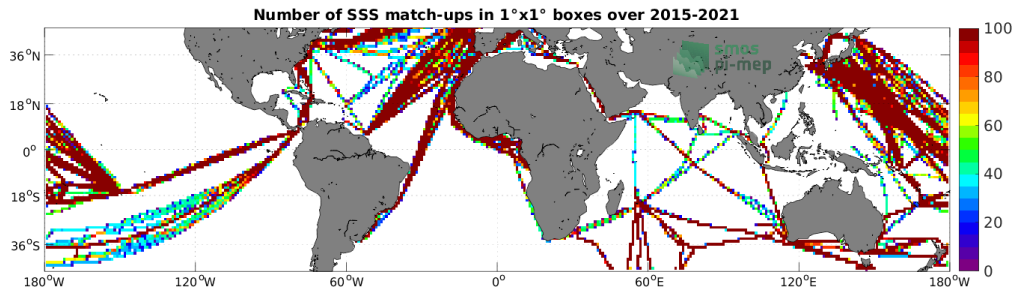 Number of SSS match-ups in 1°x1° boxes over 2015-2021
36°N
18°N
0°
18°S
36°S
180°W
120°W
60°W
0°
60°E
120°E
180°W
smos
pi-mep
100
80
60
40
20
0